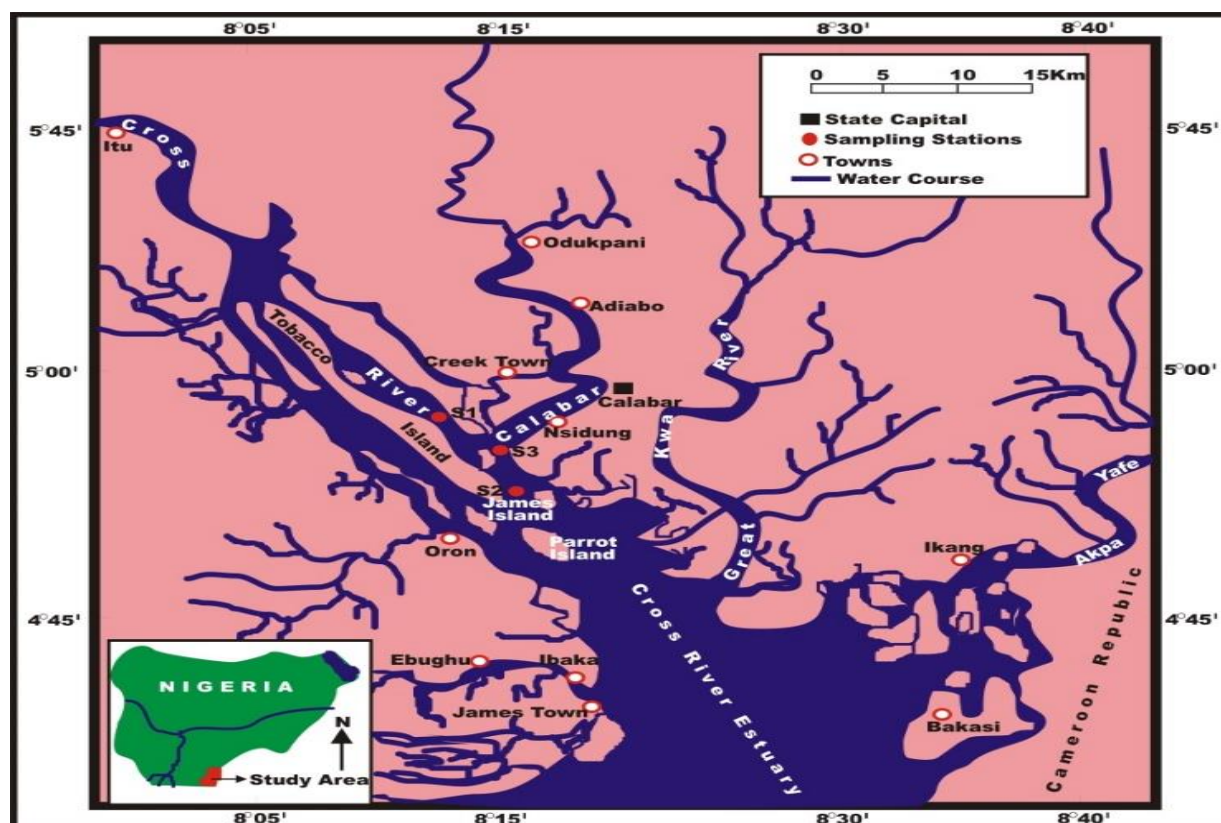 8°05' 8°15' 8°30' 8°40'
0 5 10 15Km
State Capital
Sampling Stations
Towns
Water Course
5°45' 5°45'
Cross
Itu
Odukpani
Adiabo
Tobacco
River
Creek Town
River
5°00' 5°00'
Calabar
S1
Calabar
Nsidung
Island
Kwa
S3
Yafe
S2
James
Island
Parrot
Island
Oron
Great
Ikang
Akpa
Cross River Estuary
Cameroon Republic
4°45' 4°45'
Ebughu
Ibaka
James Town
Bakasi
NIGERIA
N
Study Area
8°05' 8°15' 8°30' 8°40'